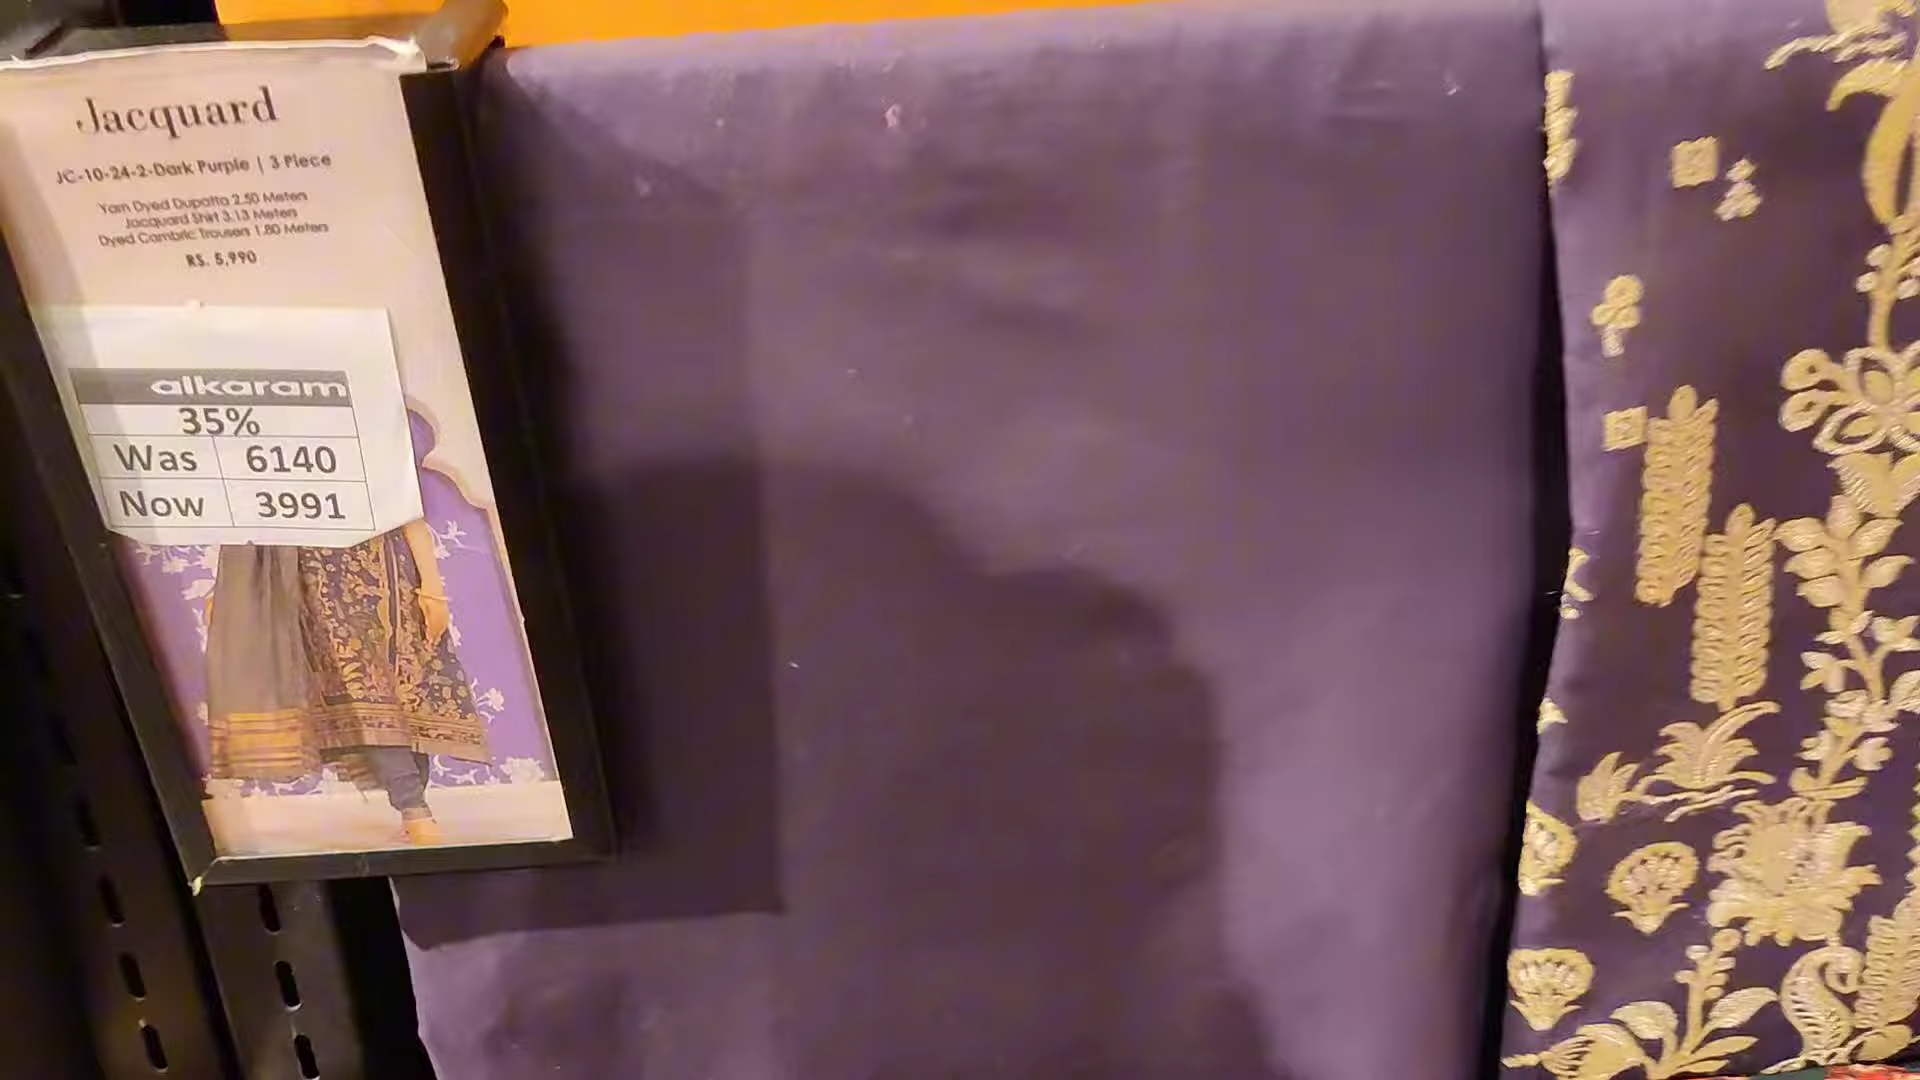 Jacquard
JC-10-24-2-Dark Purple | 3 Piece
Yarn Dyed Dupatta 2.50 Meters
Jacquard Shirt 3.13 Meters
Dyed Cambric Trousers 1.80 Meters
RS. 5,990
alkaram
35%
Was 6140
Now 3991